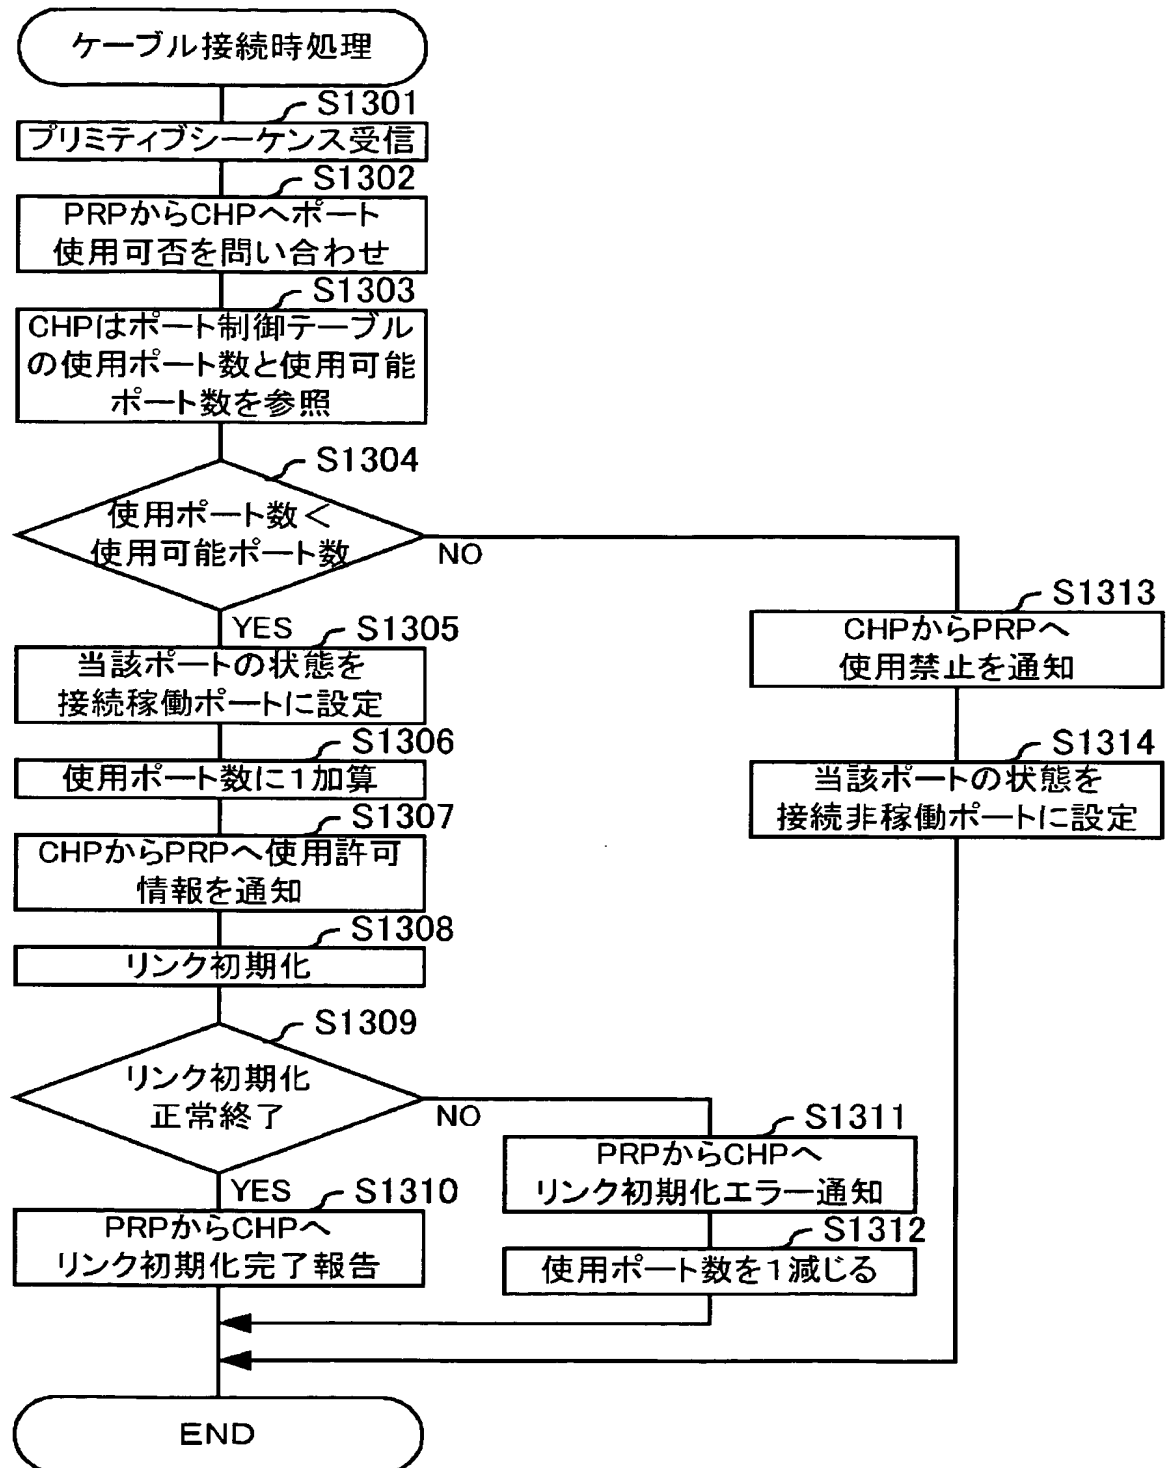 ケーブル接続時処理
S1301
プリミティブシーケンス受信
S1302
PRPからCHPへポート
使用可否を問い合わせ
S1303
CHPはポート制御テーブル
の使用ポート数と使用可能
ポート数を参照
S1304
使用ポート数<
使用可能ポート数
NO
YES
S1305
当該ポートの状態を
接続稼働ポートに設定
S1306
使用ポート数に1加算
S1307
CHPからPRPへ使用許可
情報を通知
S1308
リンク初期化
S1309
リンク初期化
正常終了
NO
YES
S1310
PRPからCHPへ
リンク初期化完了報告
S1311
PRPからCHPへ
リンク初期化エラー通知
S1312
使用ポート数を1減じる
S1313
CHPからPRPへ
使用禁止を通知
S1314
当該ポートの状態を
接続非稼働ポートに設定
END